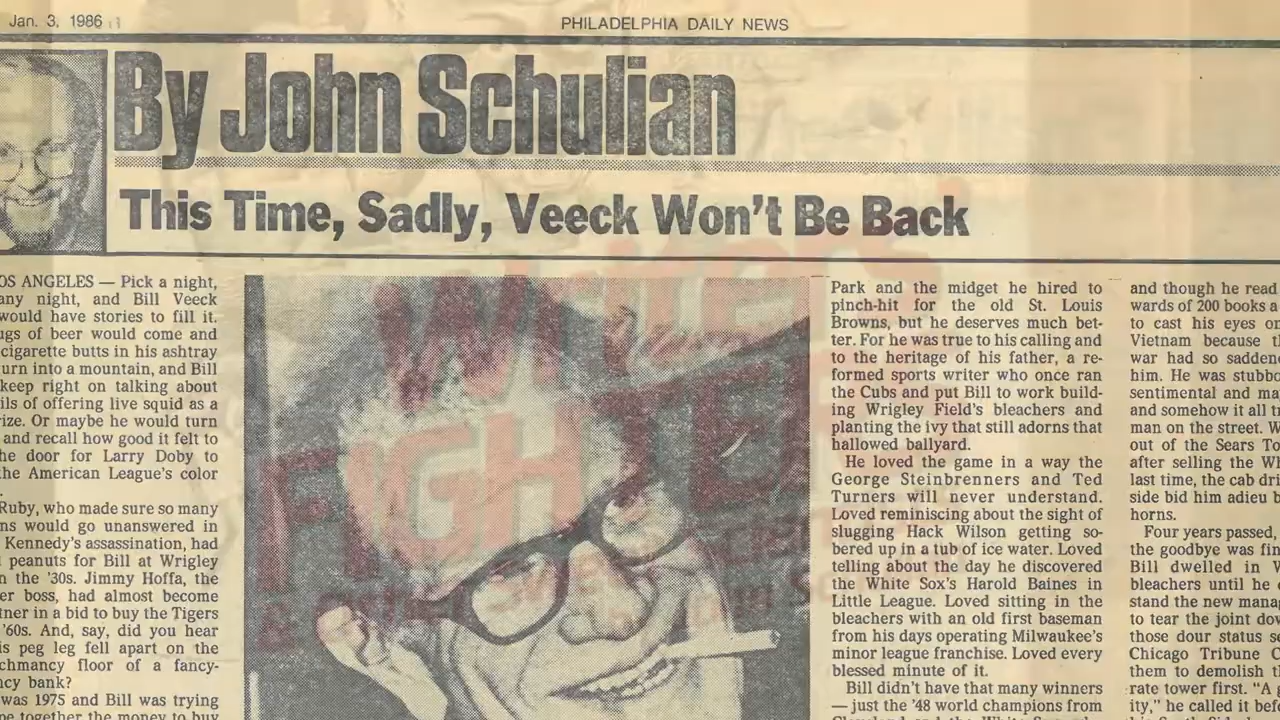 Jan. 3, 1986
PHILADELPHIA DAILY NEWS
By John Schulian
This Time, Sadly, Veeck Won't Be Back
OS ANGELES — Pick a night,
any night, and Bill Veeck
would have stories to fill it.
ugs of beer would come and
cigarette butts in his ashtray
urn into a mountain, and Bill
keep right on talking about
ils of offering live squid as a
rize. Or maybe he would turn
and recall how good it felt to
he door for Larry Doby to
the American League's color
.
Ruby, who made sure so many
ns would go unanswered in
Kennedy's assassination, had
peanuts for Bill at Wrigley
n the '30s. Jimmy Hoffa, the
er boss, had almost become
tner in a bid to buy the Tigers
'60s. And, say, did you hear
is peg leg fell apart on the
chmancy floor of a fancy-
ncy bank?
was 1975 and Bill was trying
pe together the money to buy
Park and the midget he hired to
pinch-hit for the old St. Louis
Browns, but he deserves much bet-
ter. For he was true to his calling and
to the heritage of his father, a re-
formed sports writer who once ran
the Cubs and put Bill to work build-
ing Wrigley Field's bleachers and
planting the ivy that still adorns that
hallowed ballyard.
He loved the game in a way the
George Steinbrenners and Ted
Turners will never understand.
Loved reminiscing about the sight of
slugging Hack Wilson getting so-
bered up in a tub of ice water. Loved
telling about the day he discovered
the White Sox's Harold Baines in
Little League. Loved sitting in the
bleachers with an old first baseman
from his days operating Milwaukee's
minor league franchise. Loved every
blessed minute of it.
Bill didn't have that many winners
— just the '48 world champions from
Cleveland and the White Sox
and though he read
wards of 200 books a
to cast his eyes on
Vietnam because th
war had so sadden
him. He was stubbo
sentimental and ma
and somehow it all t
man on the street. W
out of the Sears To
after selling the Wh
last time, the cab dri
side bid him adieu b
horns.
Four years passed,
the goodbye was fin
Bill dwelled in W
bleachers until he
stand the new mana
to tear the joint dow
those dour status s
Chicago Tribune C
them to demolish t
rate tower first. "A
ity," he called it bef
Writers'
FIGHTERS
&